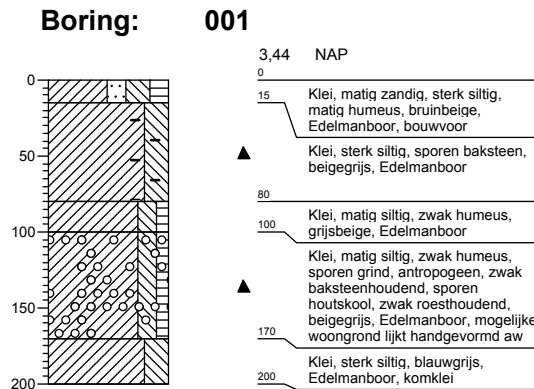 Boring: 001
3,44 NAP
0
0
15
Klei, matig zandig, sterk siltig,
matig humeus, bruinbeige,
Edelmanboor, bouwvoor
50
Klei, sterk siltig, sporen baksteen,
beigegrijs, Edelmanboor
80
100
100
Klei, matig siltig, zwak humeus,
grijsbeige, Edelmanboor
150
Klei, matig siltig, zwak humeus,
sporen grind, antropogeen, zwak
baksteenhoudend, sporen
houtskool, zwak roesthoudend,
beigegrijs, Edelmanboor, mogelijke
woongrond lijkt handgevormd aw
170
200
200
Klei, sterk siltig, blauwgrijs,
Edelmanboor, komklei